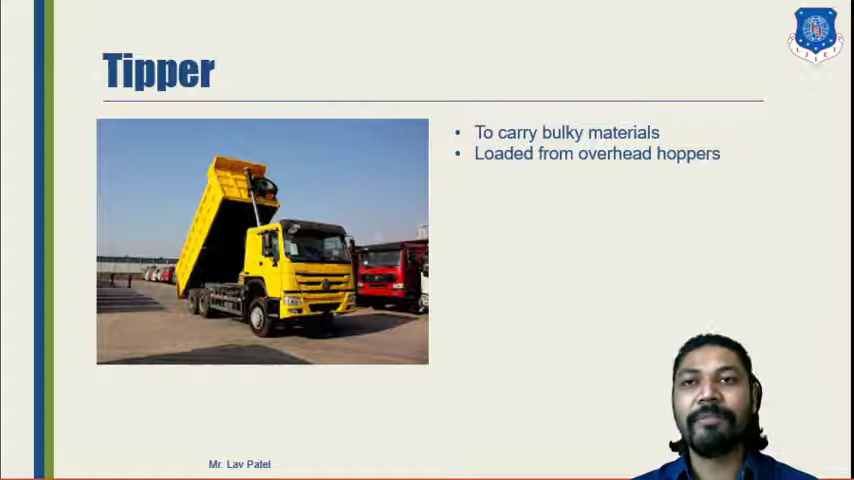 Tipper
• To carry bulky materials
• Loaded from overhead hoppers
Mr. Lav Patel